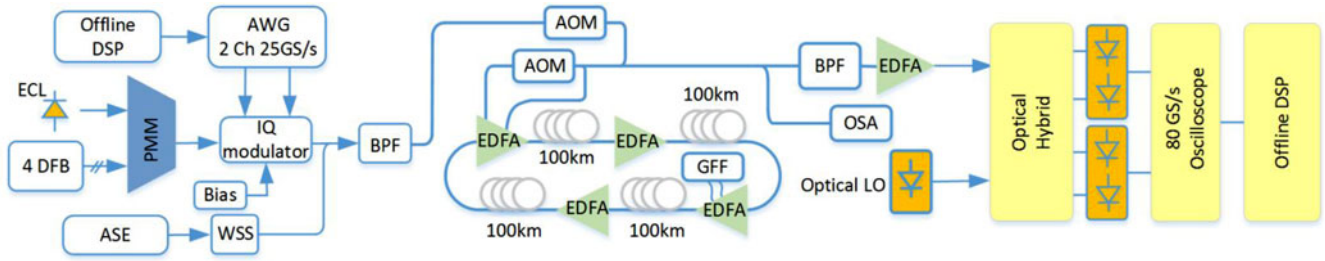 Offline
DSP
AWG
2 Ch 25GS/s
ECL
4 DFB
PMM
IQ
modulator
Bias
ASE
WSS
BPF
AOM
AOM
EDFA
100km
EDFA
100km
GFF
EDFA
100km
EDFA
100km
BPF
EDFA
OSA
Optical LO
Optical
Hybrid
80 GS/s
Oscilloscope
Offline DSP